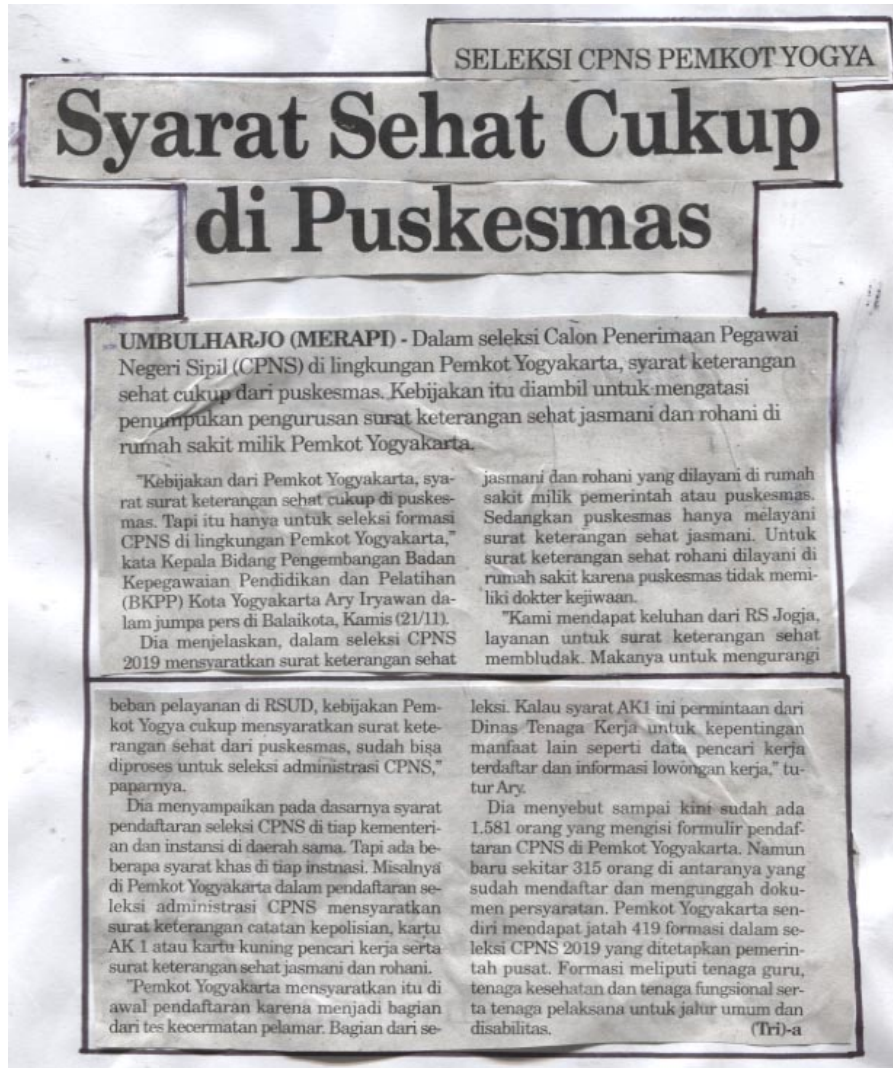 SELEKSI CPNS PEMKOT YOGYA
Syarat Sehat Cukup
di Puskesmas
UMBULHARJO (MERAPI) - Dalam seleksi Calon Penerimaan Pegawai
Negeri Sipil (CPNS) di lingkungan Pemkot Yogyakarta, syarat keterangan
sehat cukup dari puskesmas. Kebijakan itu diambil untuk mengatasi
penumpukan pengurusan surat keterangan sehat jasmani dan rohani di
rumah sakit milik Pemkot Yogyakarta.
"Kebijakan dari Pemkot Yogyakarta, sya-
rat surat keterangan sehat cukup di puskes-
mas. Tapi itu hanya untuk seleksi formasi
CPNS di lingkungan Pemkot Yogyakarta,"
kata Kepala Bidang Pengembangan Badan
Kepegawaian Pendidikan dan Pelatihan
(BKPP) Kota Yogyakarta Ary Iryawan da-
lam jumpa pers di Balaikota, Kamis (21/11).
Dia menjelaskan, dalam seleksi CPNS
2019 mensyaratkan surat keterangan sehat
jasmani dan rohani yang dilayani di rumah
sakit milik pemerintah atau puskesmas.
Sedangkan puskesmas hanya melayani
surat keterangan sehat jasmani. Untuk
surat keterangan sehat rohani dilayani di
rumah sakit karena puskesmas tidak memi-
liki dokter kejiwaan.
"Kami mendapat keluhan dari RS Jogja,
layanan untuk surat keterangan sehat
membludak. Makanya untuk mengurangi
beban pelayanan di RSUD, kebijakan Pem-
kot Yogya cukup mensyaratkan surat kete-
rangan sehat dari puskesmas, sudah bisa
diproses untuk seleksi administrasi CPNS,"
paparnya.
Dia menyampaikan pada dasarnya syarat
pendaftaran seleksi CPNS di tiap kementeri-
an dan instansi di daerah sama. Tapi ada be-
berapa syarat khas di tiap instnasi. Misalnya
di Pemkot Yogyakarta dalam pendaftaran se-
leksi administrasi CPNS mensyaratkan
surat keterangan catatan kepolisian, kartu
AK 1 atau kartu kuning pencari kerja serta
surat keterangan sehat jasmani dan rohani.
"Pemkot Yogyakarta mensyaratkan itu di
awal pendaftaran karena menjadi bagian
dari tes kecermatan pelamar. Bagian dari se-
leksi. Kalau syarat AK1 ini permintaan dari
Dinas Tenaga Kerja untuk kepentingan
manfaat lain seperti data pencari kerja
terdaftar dan informasi lowongan kerja," tu-
tur Ary.
Dia menyebut sampai kini sudah ada
1.581 orang yang mengisi formulir pendaf-
taran CPNS di Pemkot Yogyakarta. Namun
baru sekitar 315 orang di antaranya yang
sudah mendaftar dan mengunggah doku-
men persyaratan. Pemkot Yogyakarta sen-
diri mendapat jatah 419 formasi dalam se-
leksi CPNS 2019 yang ditetapkan pemerin-
tah pusat. Formasi meliputi tenaga guru,
tenaga kesehatan dan tenaga fungsional ser-
ta tenaga pelaksana untuk jalur umum dan
disabilitas. (Tri)-a